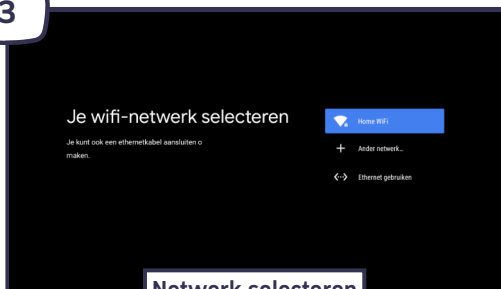 3
Je wifi-netwerk selecteren
Je kunt ook een ethernetkabel aansluiten o
maken.
Home WiFi
Ander netwerk...
Ethernet gebruiken
Netwerk selecteren